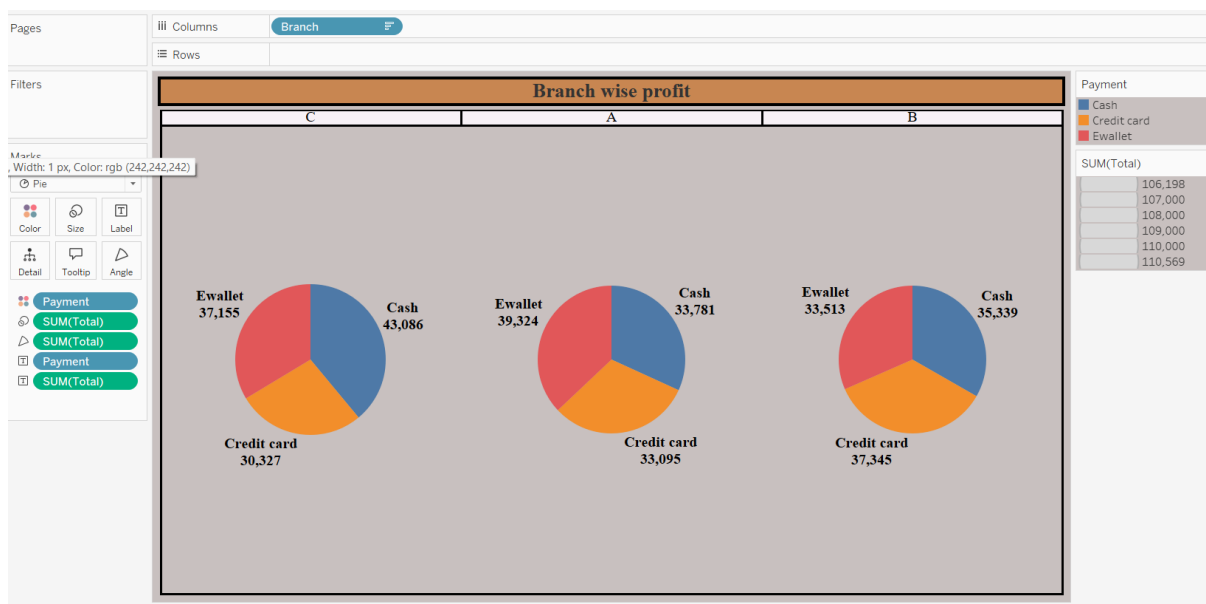 Pages
Columns
Branch
Rows
Filters
Marks
, Width: 1 px, Color: rgb (242,242,242)
Pie
Color
Size
Label
Detail
Tooltip
Angle
Payment
SUM(Total)
SUM(Total)
Payment
SUM(Total)
Branch wise profit
C
A
B
Ewallet
37,155
Cash
43,086
Credit card
30,327
Ewallet
39,324
Cash
33,781
Credit card
33,095
Ewallet
33,513
Cash
35,339
Credit card
37,345
Payment
Cash
Credit card
Ewallet
SUM(Total)
106,198
107,000
108,000
109,000
110,000
110,569